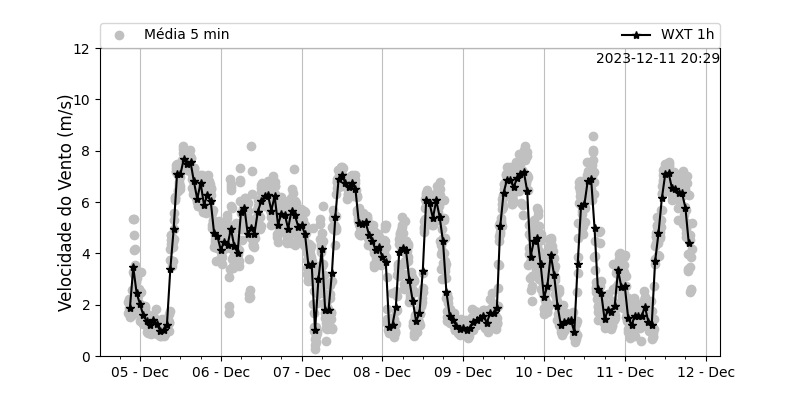 Média 5 min WXT 1h
2023-12-11 20:29
Velocidade do Vento (m/s)
12
10
8
6
4
2
0
05 - Dec 06 - Dec 07 - Dec 08 - Dec 09 - Dec 10 - Dec 11 - Dec 12 - Dec